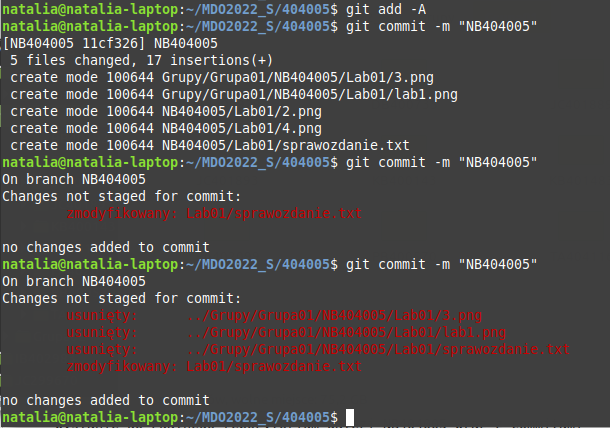 natalia@natalia-laptop:~/MDO2022_S/404005$ git add -A
natalia@natalia-laptop:~/MDO2022_S/404005$ git commit -m "NB404005"
[NB404005 11cf326] NB404005
5 files changed, 17 insertions(+)
create mode 100644 Grupy/Grupa01/NB404005/Lab01/3.png
create mode 100644 Grupy/Grupa01/NB404005/Lab01/lab1.png
create mode 100644 NB404005/Lab01/2.png
create mode 100644 NB404005/Lab01/4.png
create mode 100644 NB404005/Lab01/sprawozdanie.txt
natalia@natalia-laptop:~/MDO2022_S/404005$ git commit -m "NB404005"
On branch NB404005
Changes not staged for commit:
zmodyfikowany: Lab01/sprawozdanie.txt
no changes added to commit
natalia@natalia-laptop:~/MDO2022_S/404005$ git commit -m "NB404005"
On branch NB404005
Changes not staged for commit:
usunięty: ../Grupy/Grupa01/NB404005/Lab01/3.png
usunięty: ../Grupy/Grupa01/NB404005/Lab01/lab1.png
usunięty: ../Grupy/Grupa01/NB404005/Lab01/sprawozdanie.txt
zmodyfikowany: Lab01/sprawozdanie.txt
no changes added to commit
natalia@natalia-laptop:~/MDO2022_S/404005$